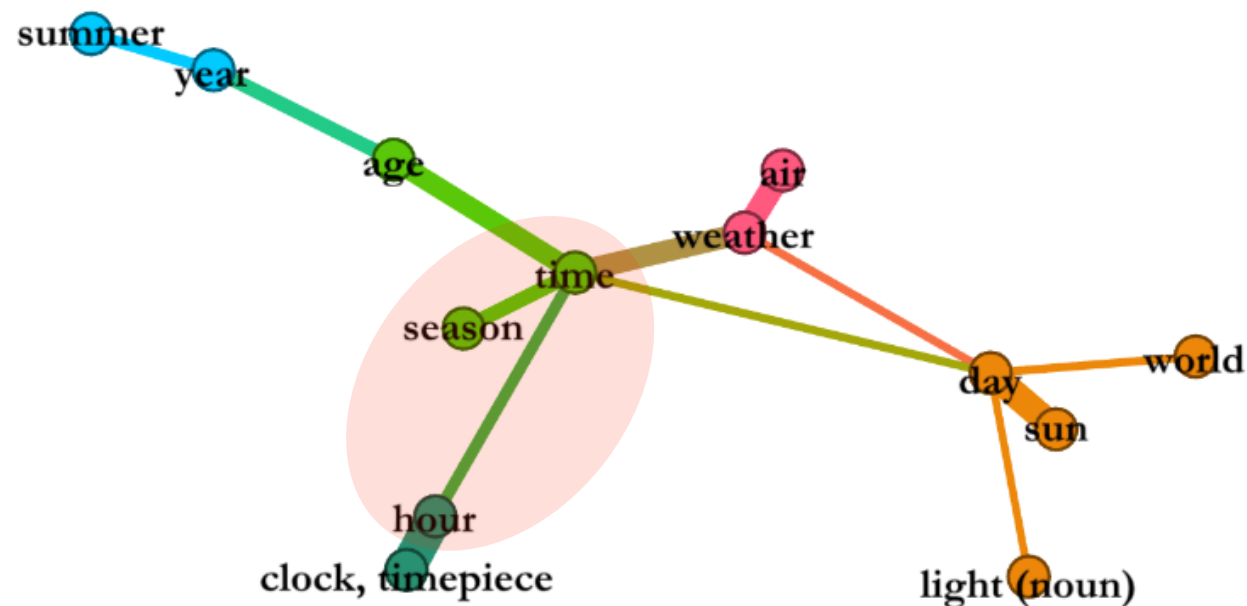 summer
year
age
air
weather
time
season
world
day
sun
hour
clock, timepiece
light (noun)